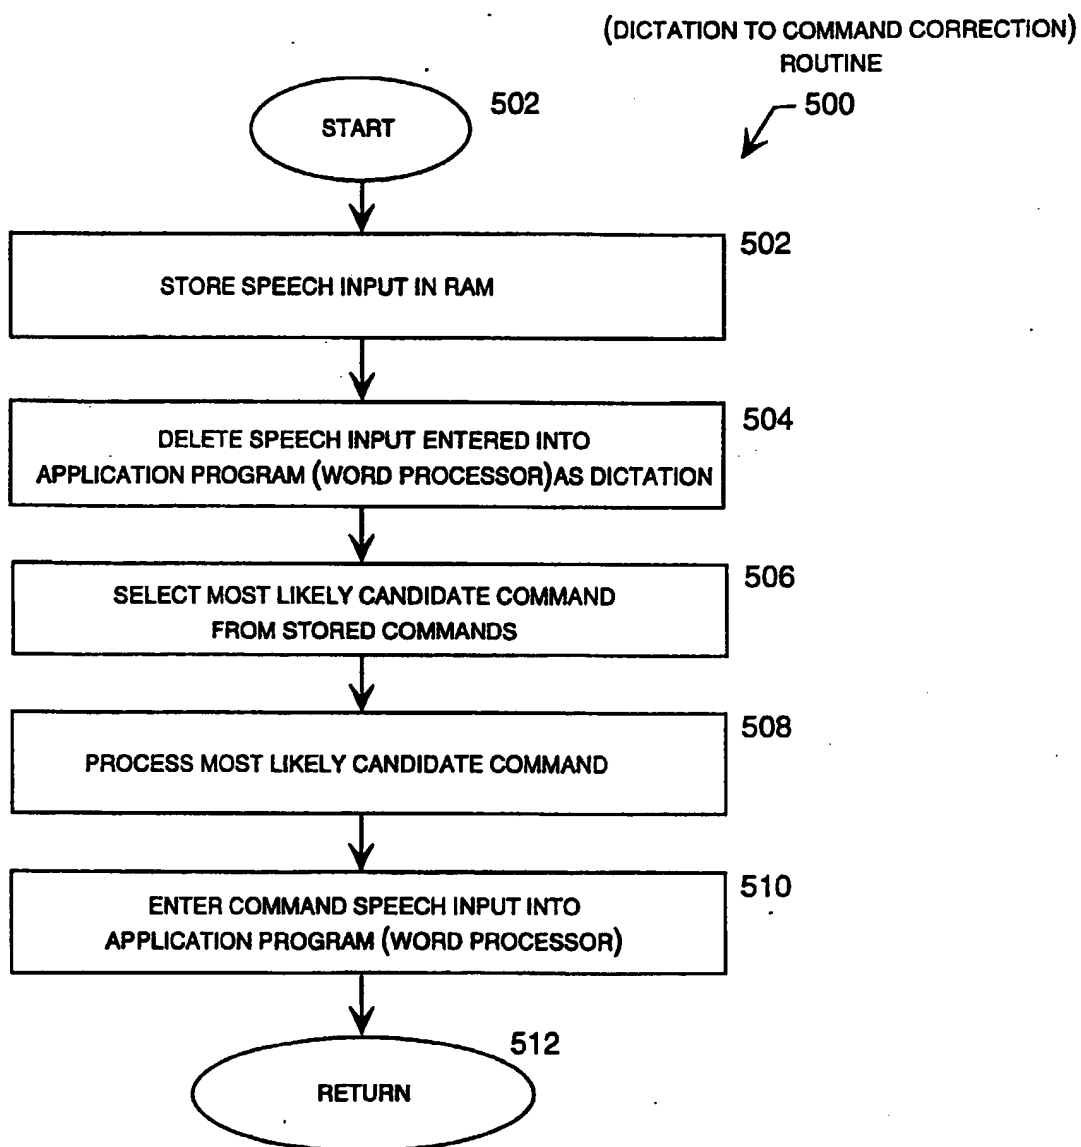 (DICTATION TO COMMAND CORRECTION)
ROUTINE
500
START
502
STORE SPEECH INPUT IN RAM
502
DELETE SPEECH INPUT ENTERED INTO
APPLICATION PROGRAM (WORD PROCESSOR)AS DICTATION
504
SELECT MOST LIKELY CANDIDATE COMMAND
FROM STORED COMMANDS
506
PROCESS MOST LIKELY CANDIDATE COMMAND
508
ENTER COMMAND SPEECH INPUT INTO
APPLICATION PROGRAM (WORD PROCESSOR)
510
RETURN
512